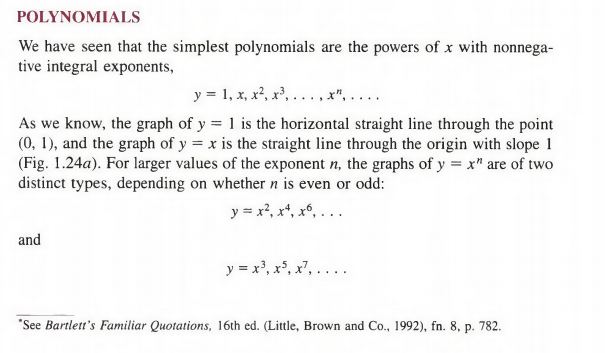 POLYNOMIALS
We have seen that the simplest polynomials are the powers of x with nonnega-
tive integral exponents,
y = 1, x, x², x³, . . . , xⁿ, . . . .
As we know, the graph of y = 1 is the horizontal straight line through the point
(0, 1), and the graph of y = x is the straight line through the origin with slope 1
(Fig. 1.24a). For larger values of the exponent n, the graphs of y = xⁿ are of two
distinct types, depending on whether n is even or odd:
y = x², x⁴, x⁶, . . .
and
y = x³, x⁵, x⁷, . . . .
*See Bartlett's Familiar Quotations, 16th ed. (Little, Brown and Co., 1992), fn. 8, p. 782.